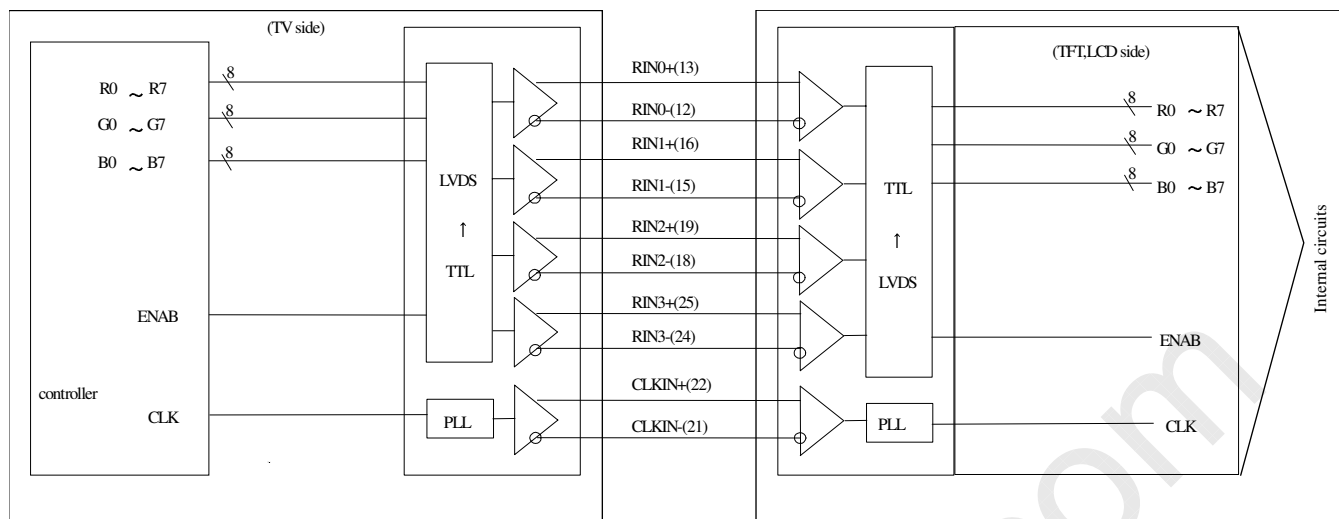 (TV side)
controller
R0 ~ R7
G0 ~ G7
B0 ~ B7
ENAB
CLK
8
8
8
LVDS
↑
TTL
PLL
RIN0+(13)
RIN0-(12)
RIN1+(16)
RIN1-(15)
RIN2+(19)
RIN2-(18)
RIN3+(25)
RIN3-(24)
CLKIN+(22)
CLKIN-(21)
TTL
↑
LVDS
PLL
(TFT,LCD side)
8
R0 ~ R7
8
G0 ~ G7
8
B0 ~ B7
ENAB
CLK
Internal circuits
com